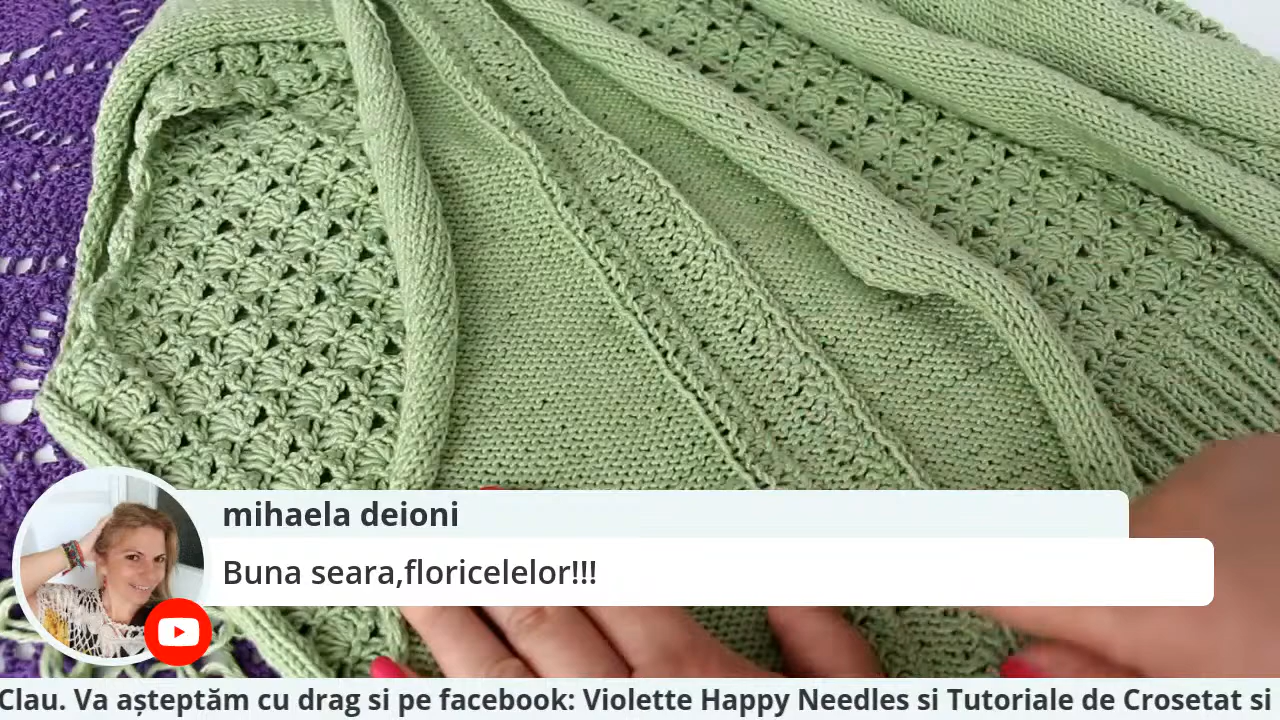 mihaela deioni
Buna seara,floricelelor!!!
Clau. Va așteptăm cu drag si pe facebook: Violette Happy Needles si Tutoriale de Crosetat si